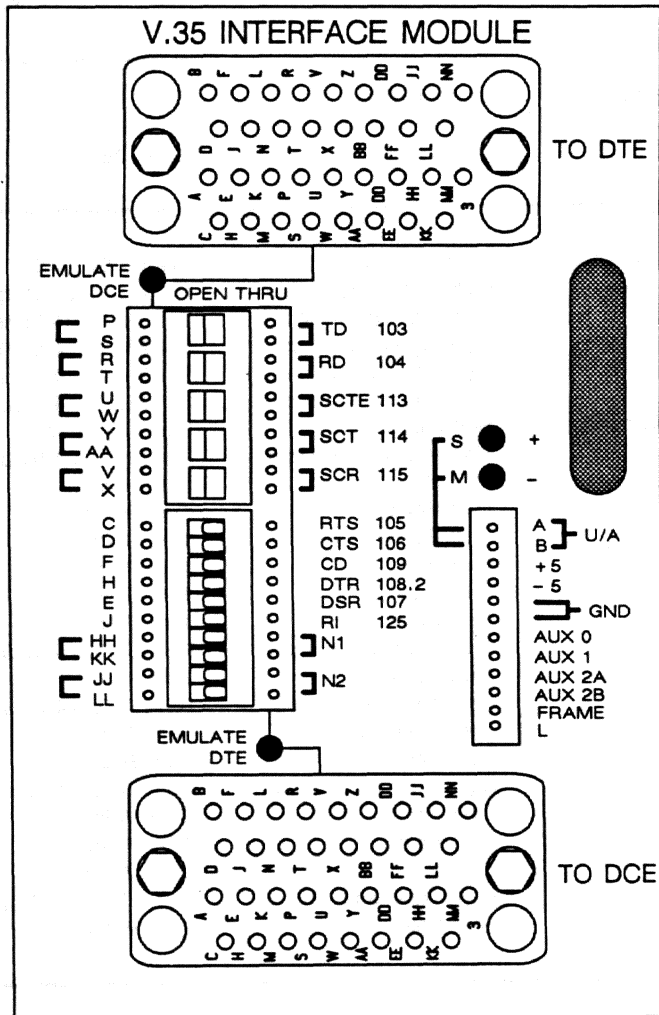 V.35 INTERFACE MODULE
B F L R V Z DD JJ NN
D J N T X BB FF LL
TO DTE
A E K P U Y DD HH MM 3
C H M S W AA EE KK
EMULATE
DCE
OPEN THRU
P
S
TD 103
R
T
RD 104
U
W
SCTE 113
Y
AA
SCT 114
V
X
SCR 115
S +
M -
C RTS 105
D CTS 106
F CD 109
H DTR 108.2
E DSR 107
J RI 125
HH
KK
N1
JJ
LL
N2
A
B
U/A
+5
-5
GND
AUX 0
AUX 1
AUX 2A
AUX 2B
FRAME
L
EMULATE
DTE
B F L R V Z DD JJ NN
D J N T X BB FF LL
TO DCE
A E K P U Y DD HH MM 3
C H M S W AA EE KK